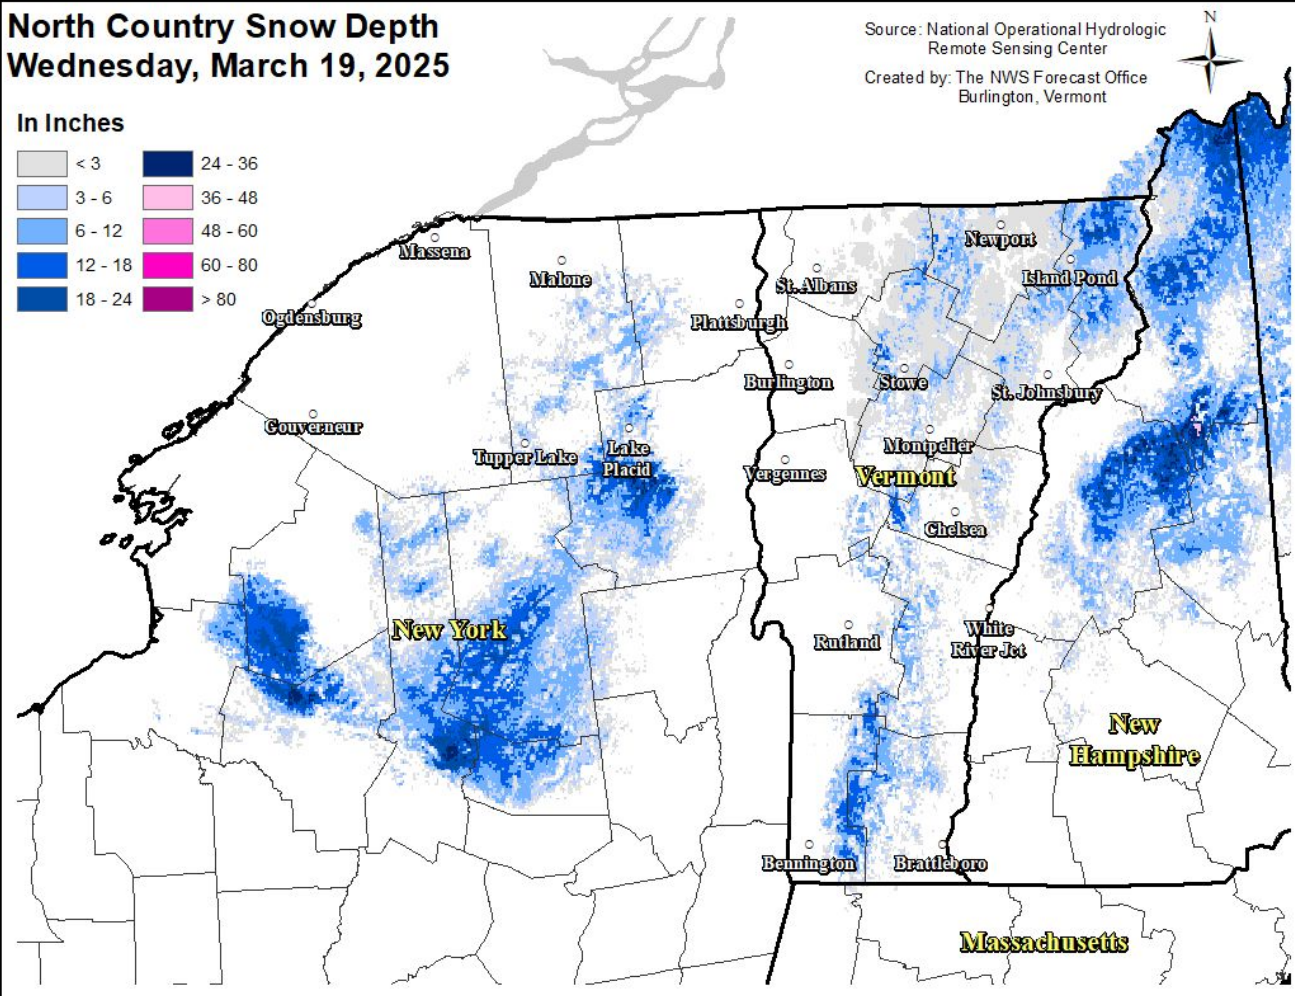 North Country Snow Depth
Wednesday, March 19, 2025
Source: National Operational Hydrologic
Remote Sensing Center
Created by: The NWS Forecast Office
Burlington, Vermont
N
In Inches
< 3
24 - 36
3 - 6
36 - 48
6 - 12
48 - 60
12 - 18
60 - 80
18 - 24
> 80
Massena
Malone
Ogdensburg
Plattsburgh
St. Albans
Newport
Island Pond
Burlington
Stowe
St. Johnsbury
Gouverneur
Tupper Lake
Lake
Placid
Vergennes
Montpelier
Vermont
Chelsea
New York
Rutland
White
River Jct
New
Hampshire
Bennington
Brattleboro
Massachusetts